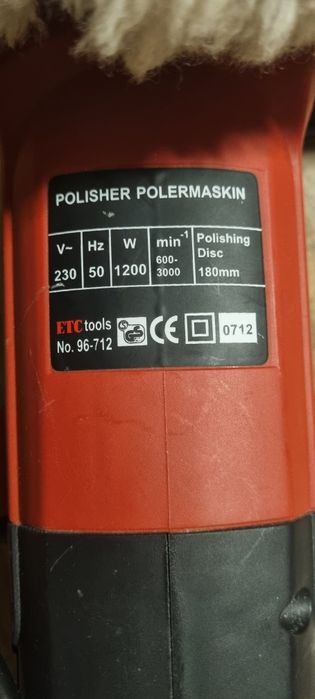 POLISHER POLERMASKIN
V~ Hz W min-1 Polishing Disc
230 50 1200 600-3000 180mm
ETC tools
No. 96-712
CE
0712